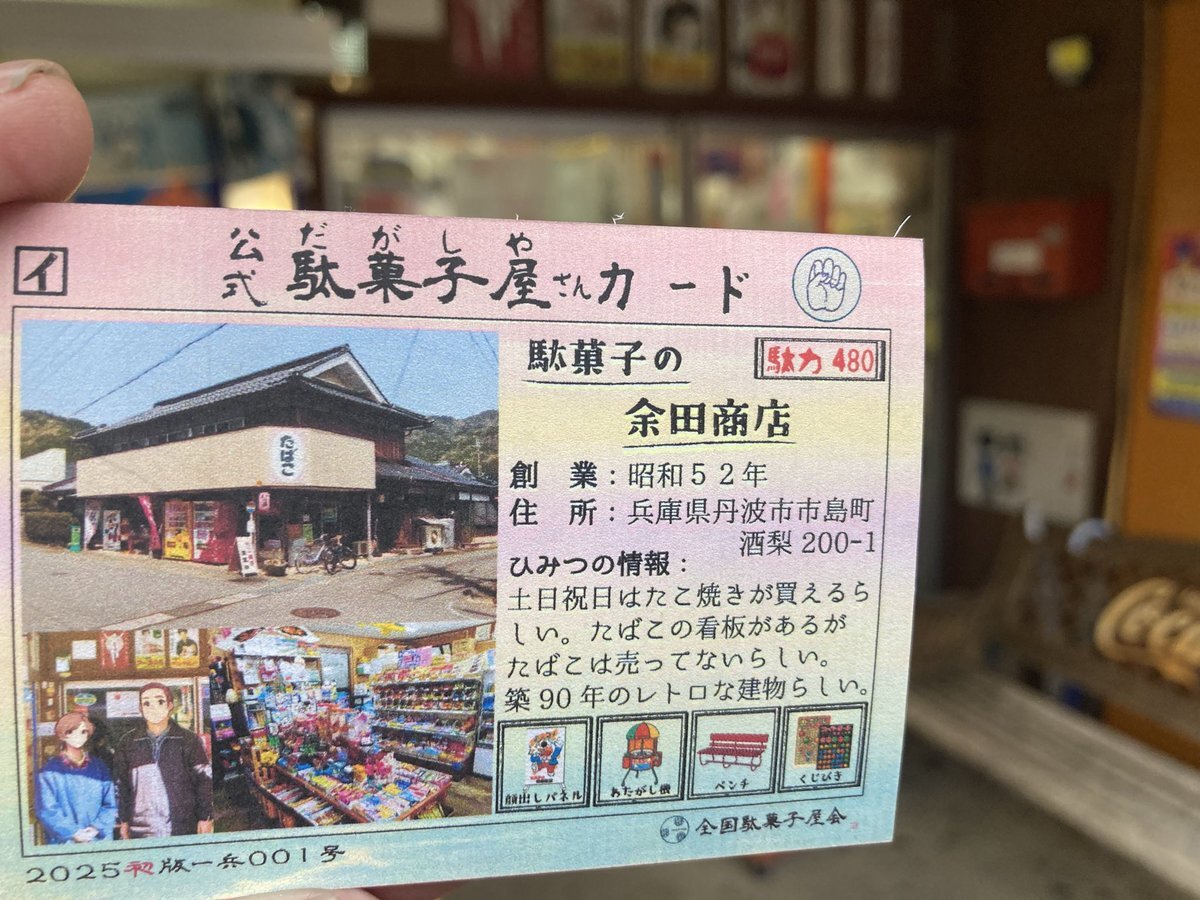 イ
公式駄菓子屋さんカード
だがしや
駄菓子の
駄力 480
余田商店
創　業：昭和５２年
住　所：兵庫県丹波市市島町
酒梨 200-1
ひみつの情報：
土日祝日はたこ焼きが買えるら
しい。たばこの看板があるが
たばこは売ってないらしい。
築 90 年のレトロな建物らしい。
たばこ
顔出しパネル
わたがし機
ベンチ
くじびき
全国駄菓子屋会
2025初版一兵001号